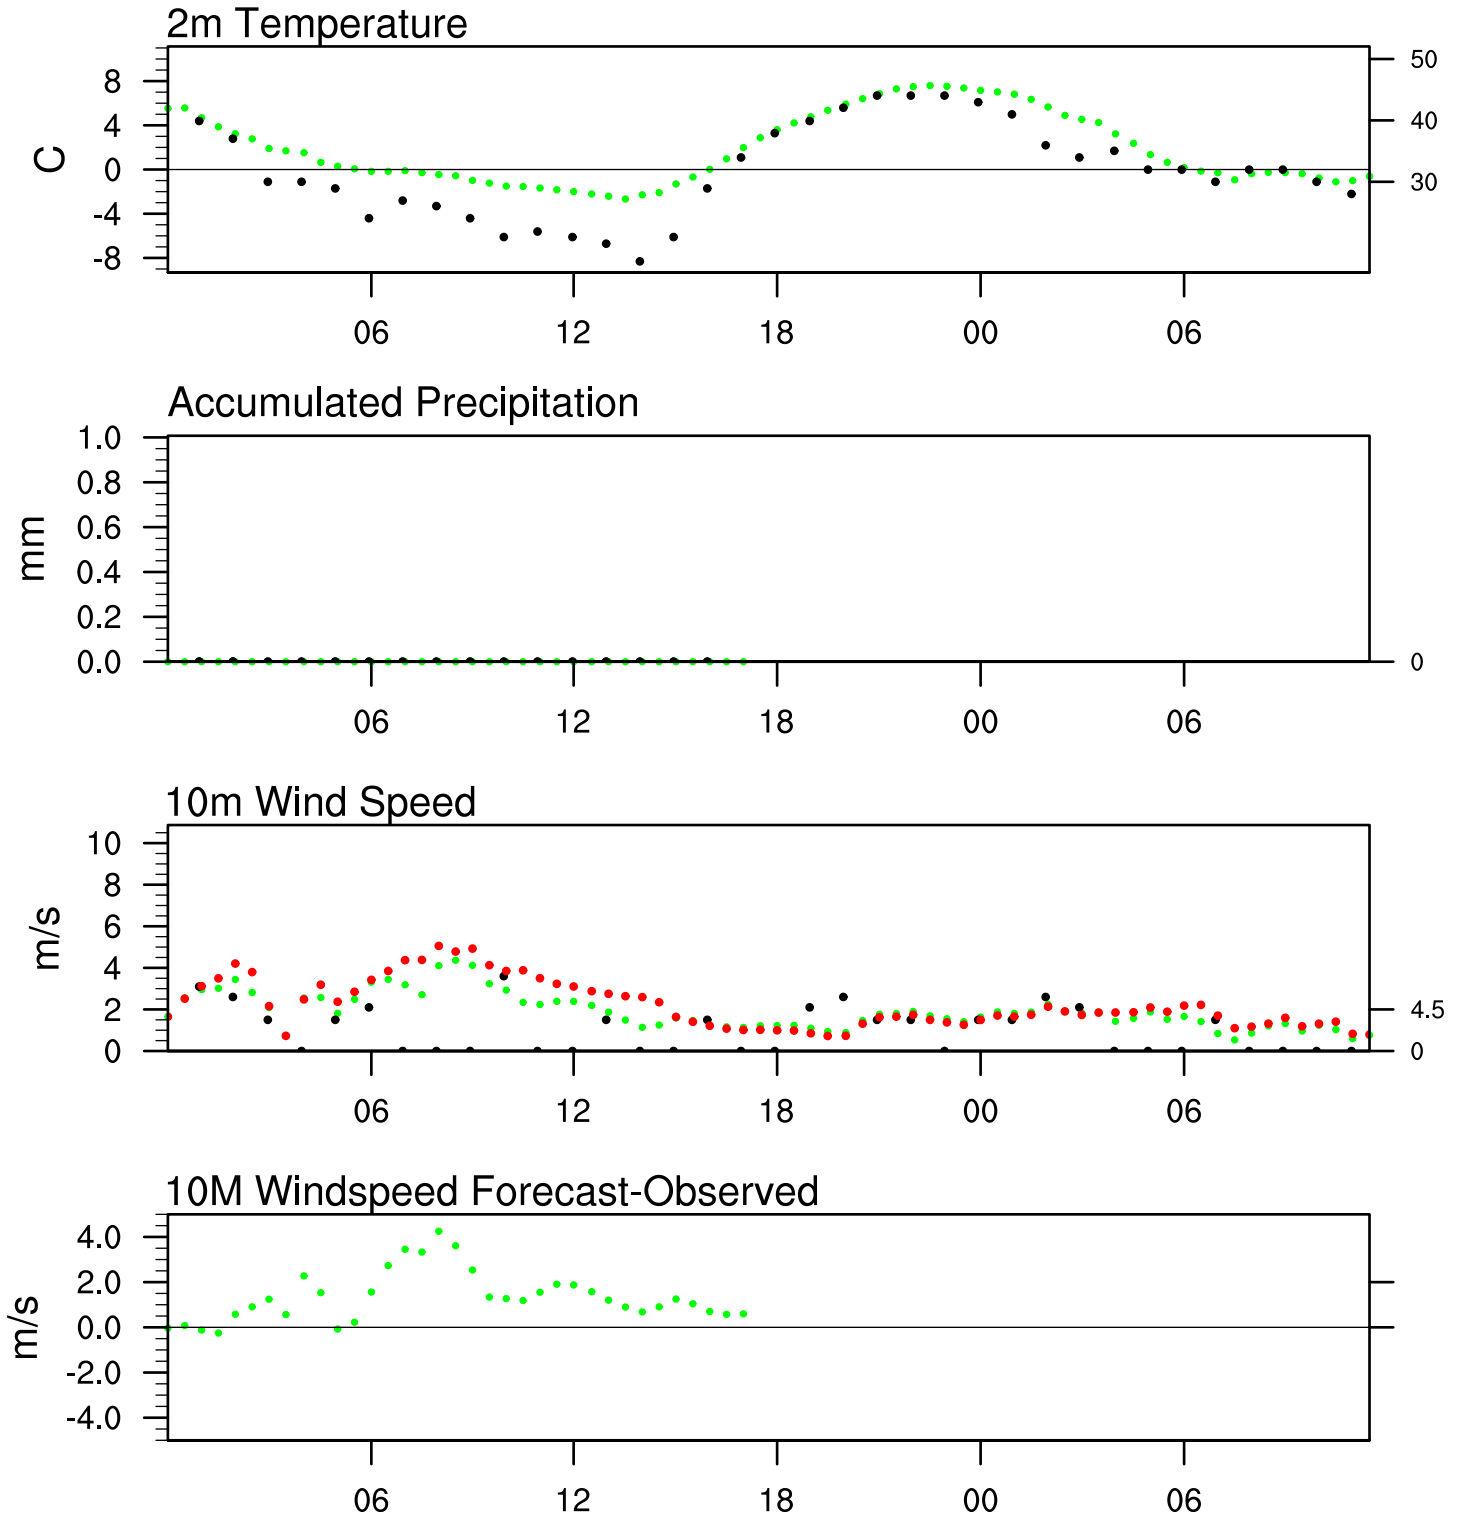 2m Temperature
C
8
4
0
-4
-8
50
40
30
06 12 18 00 06
Accumulated Precipitation
mm
1.0
0.8
0.6
0.4
0.2
0.0
0
06 12 18 00 06
10m Wind Speed
m/s
10
8
6
4
2
0
4.5
0
06 12 18 00 06
10M Windspeed Forecast-Observed
m/s
4.0
2.0
0.0
-2.0
-4.0
06 12 18 00 06